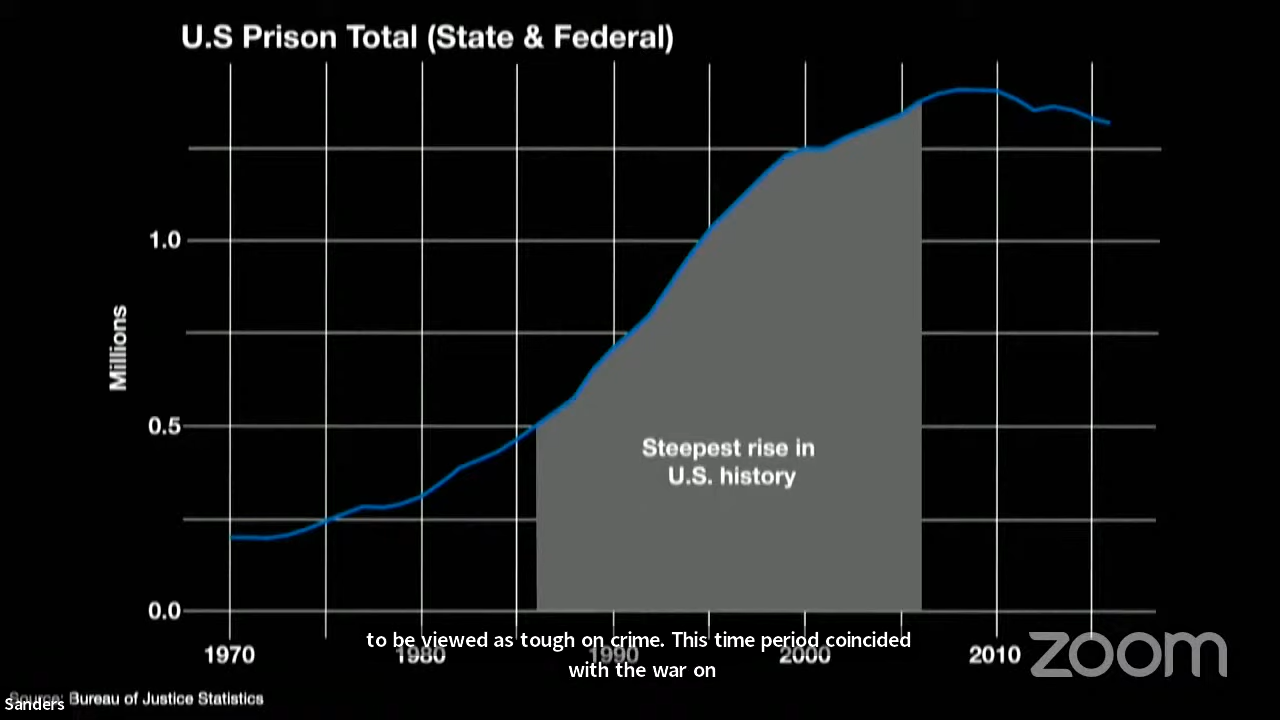 U.S Prison Total (State & Federal)
1.0
Millions
0.5
Steepest rise in
U.S. history
0.0
to be viewed as tough on crime. This time period coincided
1970 1980 1990 2000 2010
with the war on
zoom
Source: Bureau of Justice Statistics
Sanders